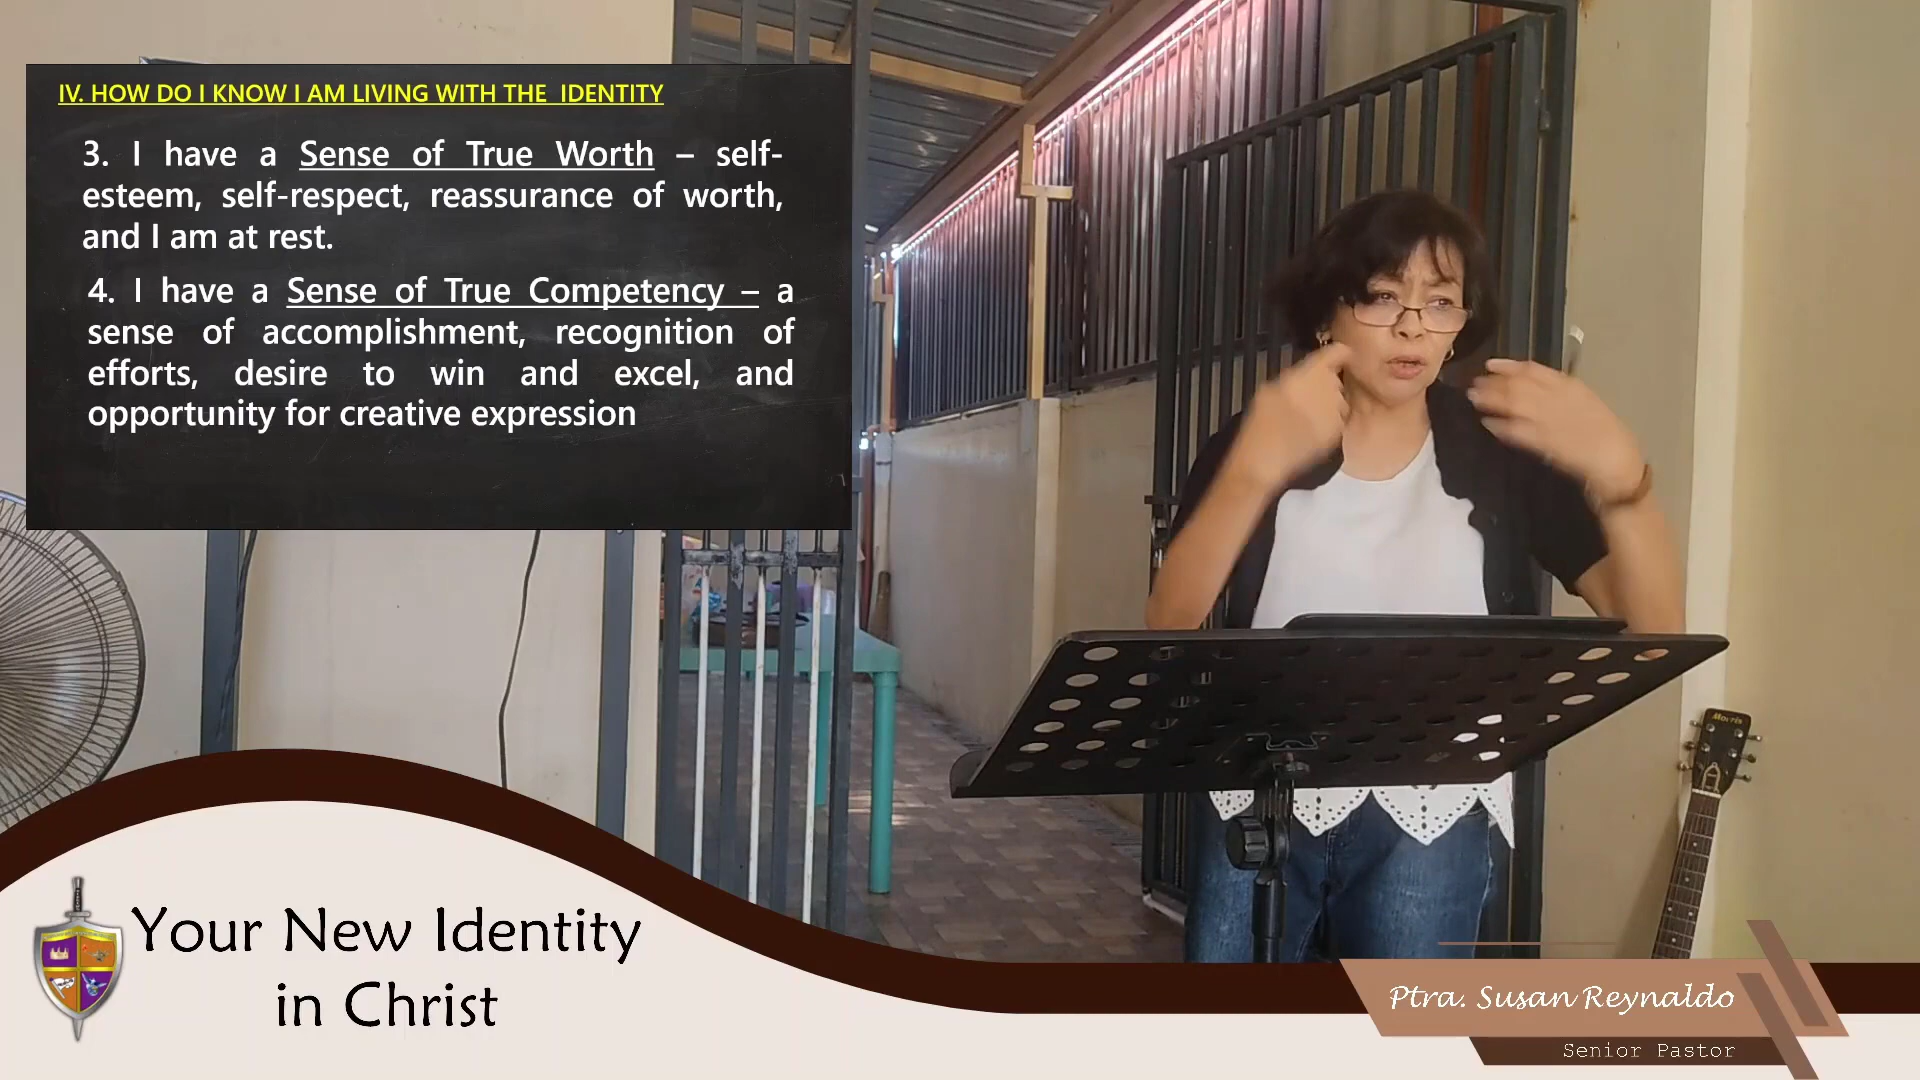 IV. HOW DO I KNOW I AM LIVING WITH THE IDENTITY
3. I have a Sense of True Worth – self-
esteem, self-respect, reassurance of worth,
and I am at rest.
4. I have a Sense of True Competency – a
sense of accomplishment, recognition of
efforts, desire to win and excel, and
opportunity for creative expression
Morris
Your New Identity
in Christ
Ptra. Susan Reynaldo
Senior Pastor